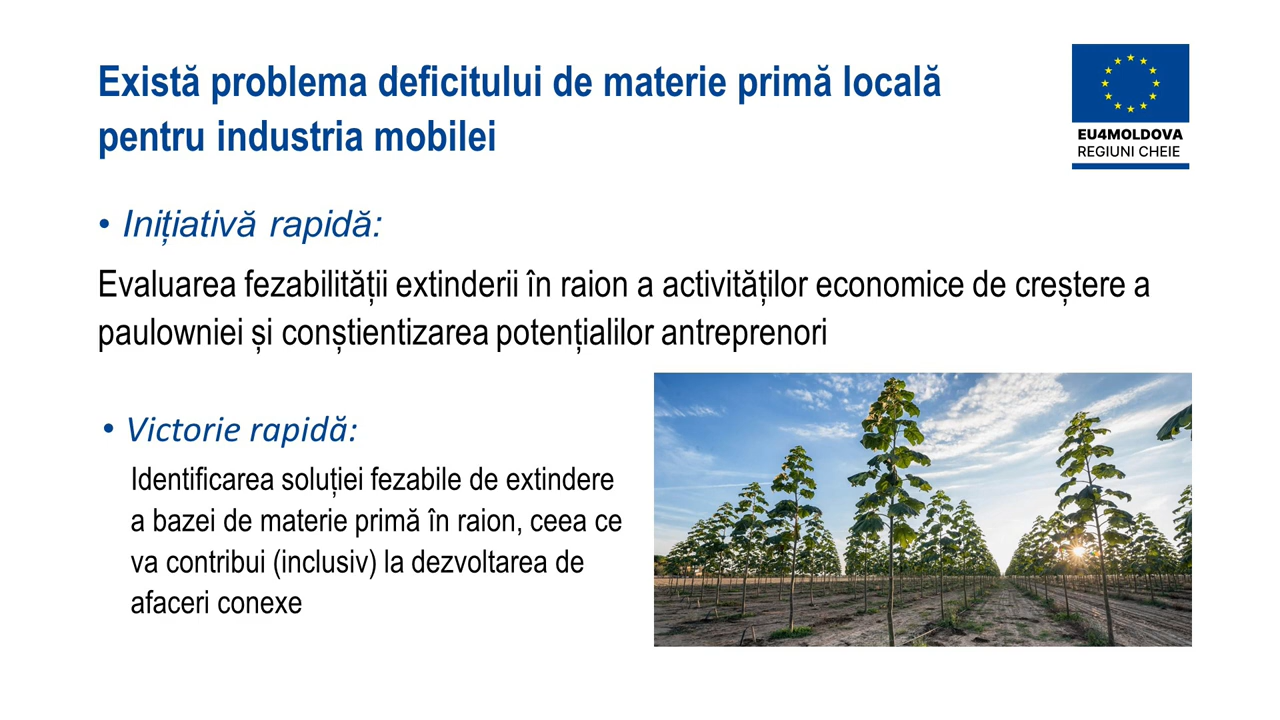 Există problema deficitului de materie primă locală
pentru industria mobilei
EU4MOLDOVA
REGIUNI CHEIE
• Inițiativă rapidă:
Evaluarea fezabilității extinderii în raion a activităților economice de creștere a
paulowniei și conștientizarea potențialilor antreprenori
• Victorie rapidă:
Identificarea soluției fezabile de extindere
a bazei de materie primă în raion, ceea ce
va contribui (inclusiv) la dezvoltarea de
afaceri conexe